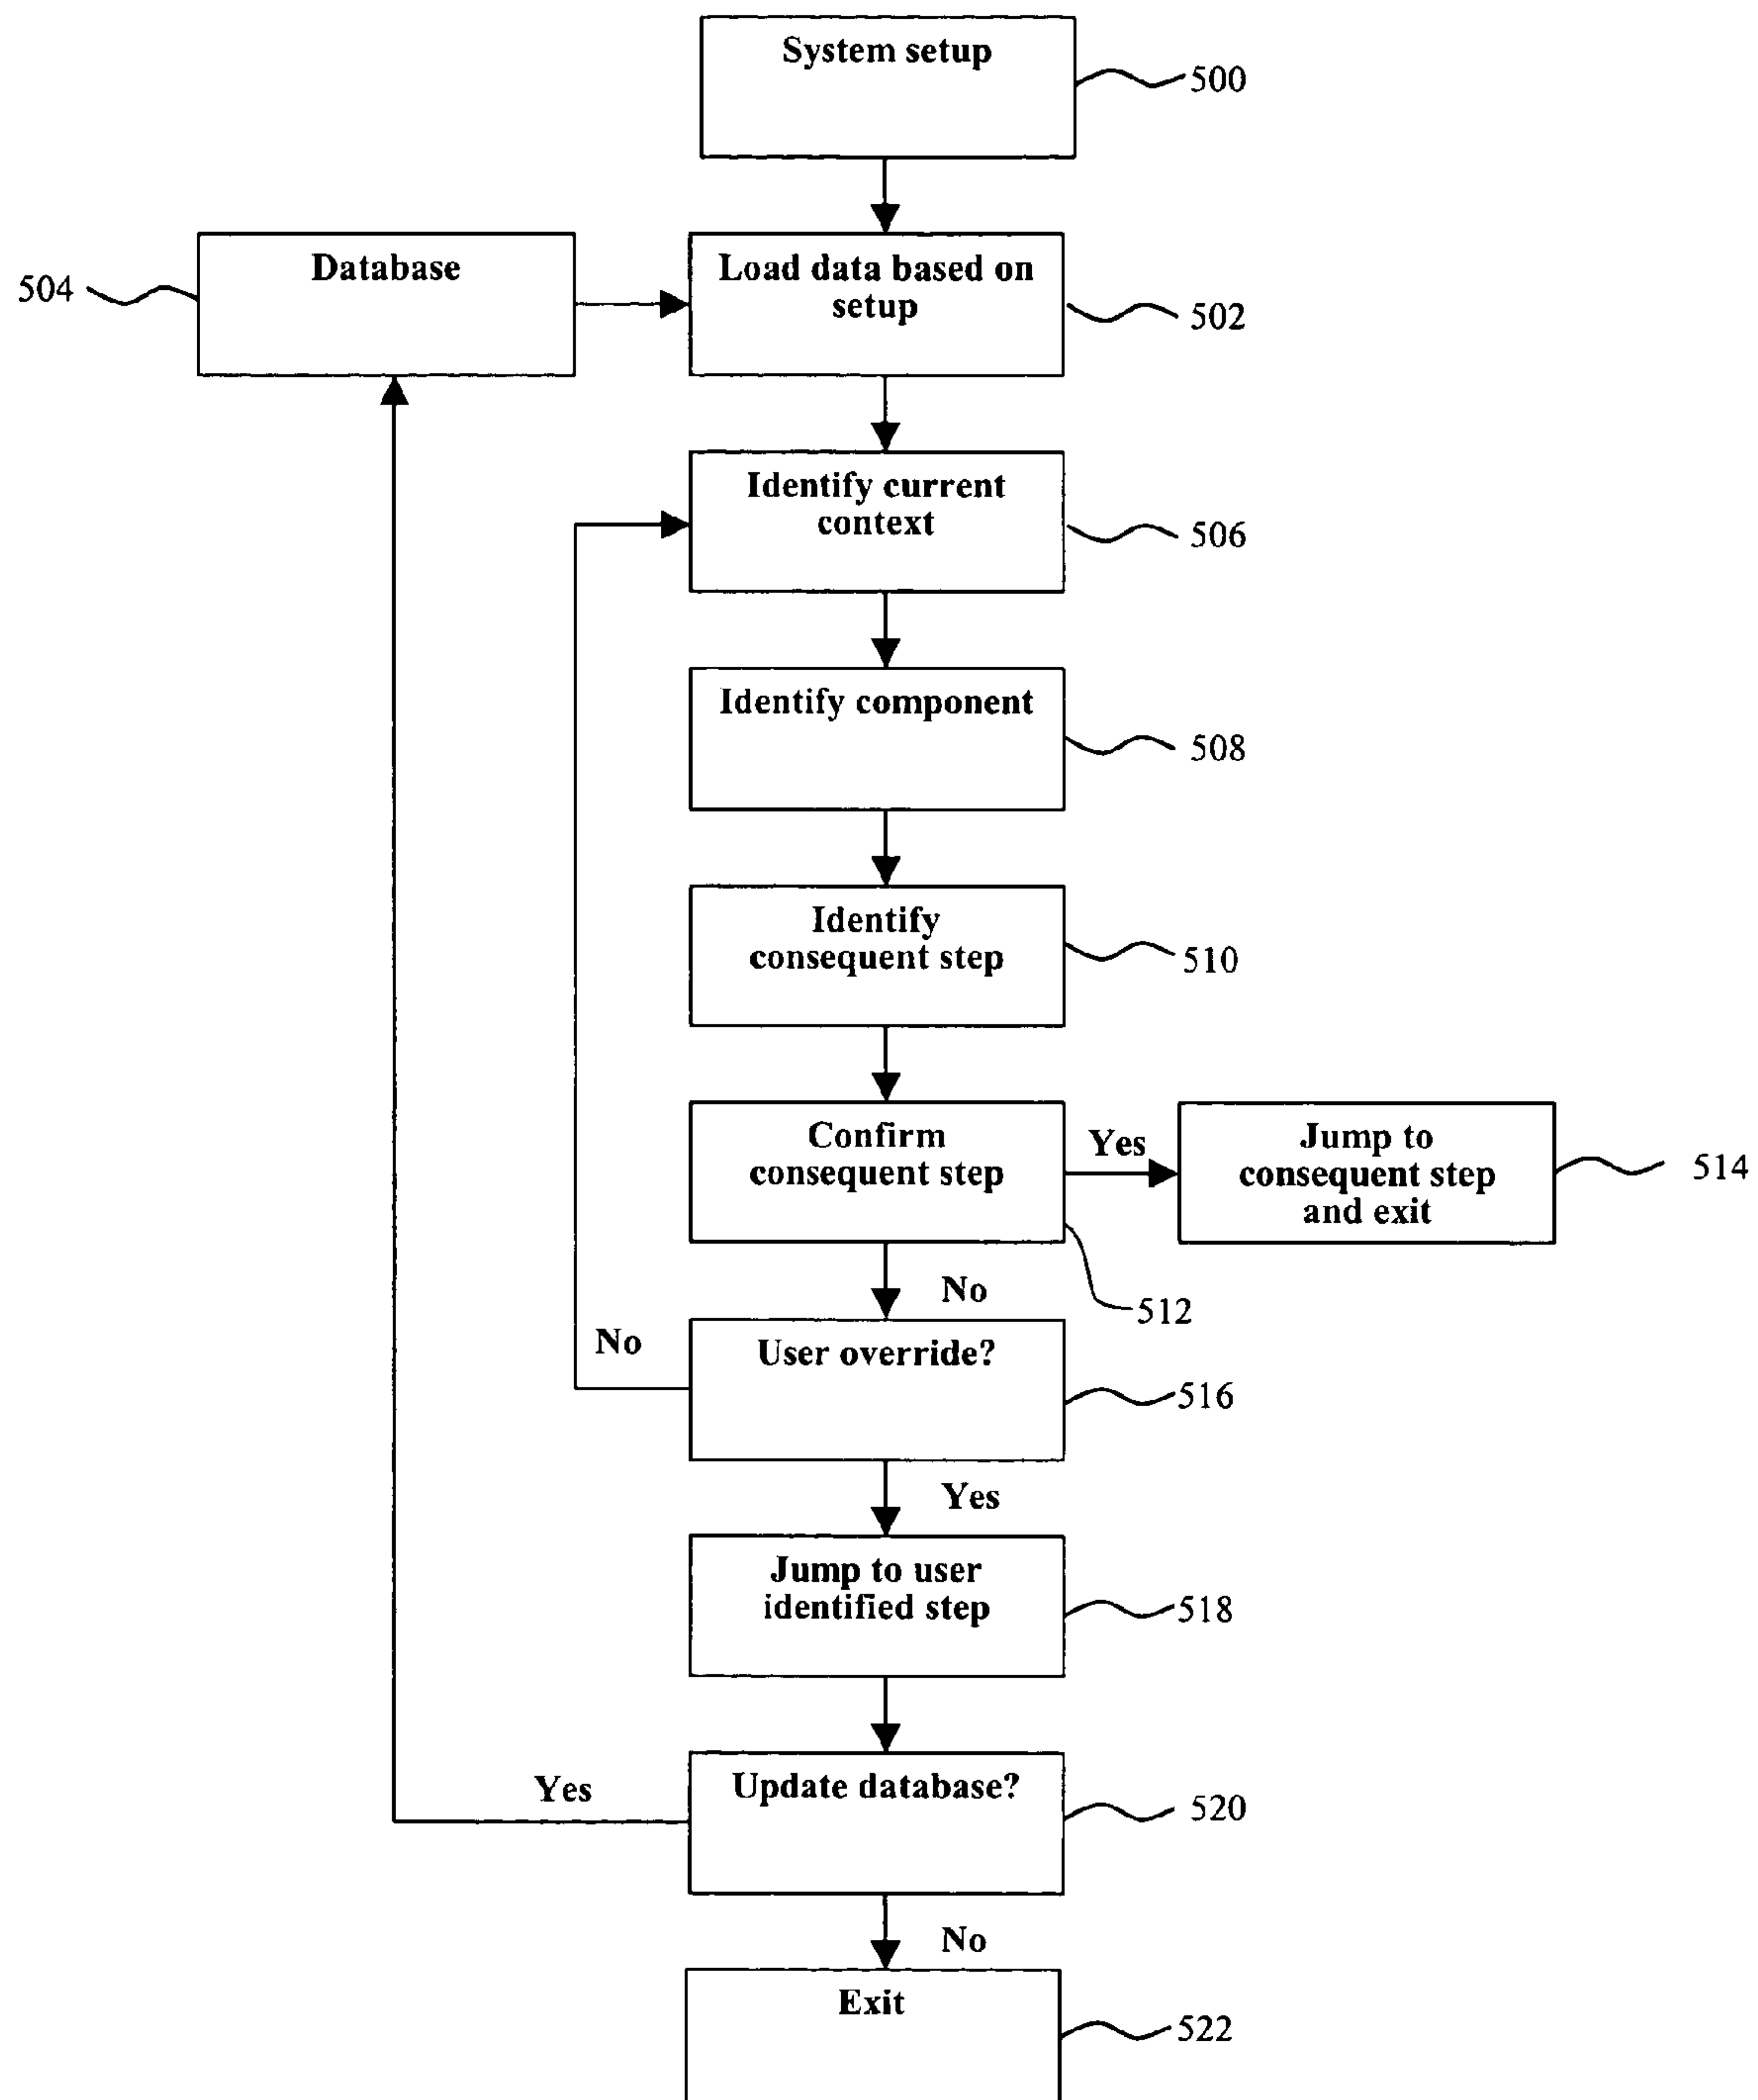 System setup
500
Database
504
Load data based on
setup
502
Identify current
context
506
Identify component
508
Identify
consequent step
510
Confirm
consequent step
Yes
Jump to
consequent step
and exit
514
512
No
No
User override?
516
Yes
Jump to user
identified step
518
Yes
Update database?
520
No
Exit
522